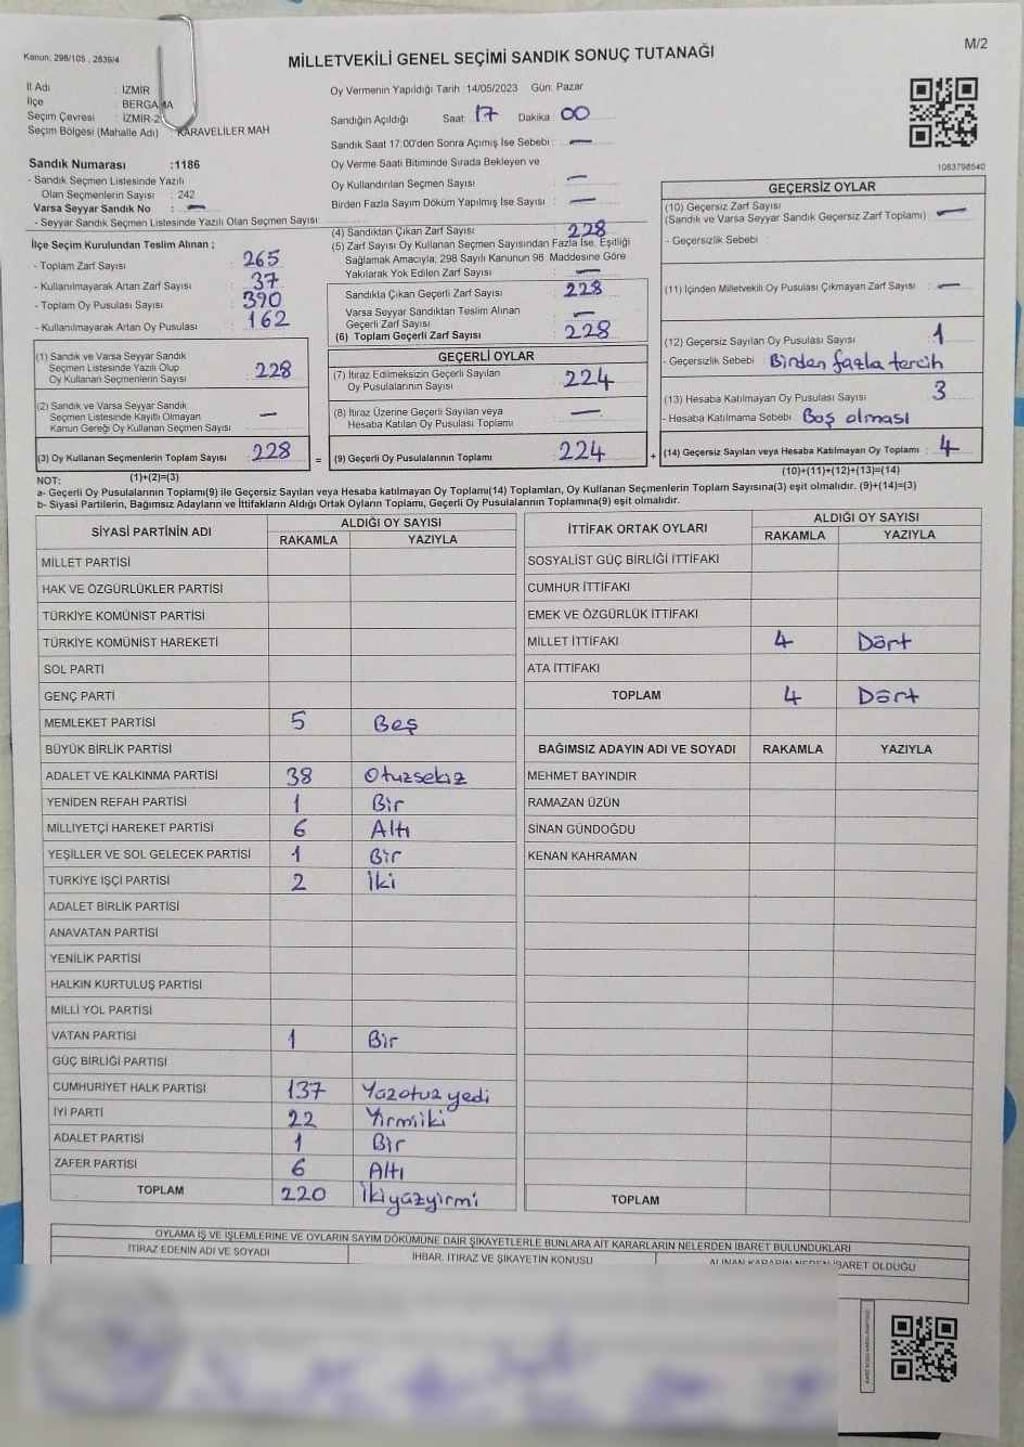 Kanun: 298/105 , 2839/4
M/2
MİLLETVEKİLİ GENEL SEÇİMİ SANDIK SONUÇ TUTANAĞI
İl Adı : İZMİR
İlçe : BERGAMA
Seçim Çevresi : İZMİR-2
Seçim Bölgesi (Mahalle Adı) : KARAVELİLER MAH
Sandık Numarası :1186
- Sandık Seçmen Listesinde Yazılı
Olan Seçmenlerin Sayısı : 242
Varsa Seyyar Sandık No : —
- Seyyar Sandık Seçmen Listesinde Yazılı Olan Seçmen Sayısı:
Oy Vermenin Yapıldığı Tarih :14/05/2023 Gün: Pazar
Sandığın Açıldığı Saat: 17 Dakika: 00
Sandık Saat 17:00'den Sonra Açımış İse Sebebi: —
Oy Verme Saati Bitiminde Sırada Bekleyen ve
Oy Kullandırılan Seçmen Sayısı : —
Birden Fazla Sayım Döküm Yapılmış İse Sayısı : —
1083798540
İlçe Seçim Kurulundan Teslim Alınan ;
- Toplam Zarf Sayısı : 265
- Kullanılmayarak Artan Zarf Sayısı : 37
- Toplam Oy Pusulası Sayısı : 390
- Kullanılmayarak Artan Oy Pusulası : 162
(1) Sandık ve Varsa Seyyar Sandık
Seçmen Listesinde Yazılı Olup
Oy Kullanan Seçmenlerin Sayısı : 228
(2) Sandık ve Varsa Seyyar Sandık
Seçmen Listesinde Kayıtlı Olmayan
Kanun Gereği Oy Kullanan Seçmen Sayısı : —
(3) Oy Kullanan Seçmenlerin Toplam Sayısı : 228
(1)+(2)=(3)
(4) Sandıktan Çıkan Zarf Sayısı : 228
(5) Zarf Sayısı Oy Kullanan Seçmen Sayısından Fazla İse, Eşitliği
Sağlamak Amacıyla, 298 Sayılı Kanunun 98. Maddesine Göre
Yakılarak Yok Edilen Zarf Sayısı : —
Sandıkta Çıkan Geçerli Zarf Sayısı : 228
Varsa Seyyar Sandıktan Teslim Alınan
Geçerli Zarf Sayısı : —
(6) Toplam Geçerli Zarf Sayısı : 228
GEÇERLİ OYLAR
(7) İtiraz Edilmeksizin Geçerli Sayılan
Oy Pusulalarının Sayısı : 224
(8) İtiraz Üzerine Geçerli Sayılan veya
Hesaba Katılan Oy Pusulası Toplamı : —
= (9) Geçerli Oy Pusulalarının Toplamı : 224
GEÇERSİZ OYLAR
(10) Geçersiz Zarf Sayısı
(Sandık ve Varsa Seyyar Sandık Geçersiz Zarf Toplamı) : —
- Geçersizlik Sebebi :
(11) İçinden Milletvekili Oy Pusulası Çıkmayan Zarf Sayısı : —
(12) Geçersiz Sayılan Oy Pusulası Sayısı : 1
- Geçersizlik Sebebi : Birden fazla tercih
(13) Hesaba Katılmayan Oy Pusulası Sayısı : 3
- Hesaba Katılmama Sebebi : Boş olması
+ (14) Geçersiz Sayılan veya Hesaba Katılmayan Oy Toplamı : 4
(10)+(11)+(12)+(13)=(14)
NOT:
a- Geçerli Oy Pusulalarının Toplamı(9) ile Geçersiz Sayılan veya Hesaba katılmayan Oy Toplamı(14) Toplamları, Oy Kullanan Seçmenlerin Toplam Sayısına(3) eşit olmalıdır. (9)+(14)=(3)
b- Siyasi Partilerin, Bağımsız Adayların ve İttifakların Aldığı Ortak Oyların Toplamı, Geçerli Oy Pusulalarının Toplamına(9) eşit olmalıdır.
SİYASİ PARTİNİN ADI ALDIĞI OY SAYISI
RAKAMLA YAZIYLA
MİLLET PARTİSİ
HAK VE ÖZGÜRLÜKLER PARTİSİ
TÜRKİYE KOMÜNİST PARTİSİ
TÜRKİYE KOMÜNİST HAREKETİ
SOL PARTİ
GENÇ PARTİ
MEMLEKET PARTİSİ 5 Beş
BÜYÜK BİRLİK PARTİSİ
ADALET VE KALKINMA PARTİSİ 38 Otuzsekiz
YENİDEN REFAH PARTİSİ 1 Bir
MİLLİYETÇİ HAREKET PARTİSİ 6 Altı
YEŞİLLER VE SOL GELECEK PARTİSİ 1 Bir
TÜRKİYE İŞÇİ PARTİSİ 2 İki
ADALET BİRLİK PARTİSİ
ANAVATAN PARTİSİ
YENİLİK PARTİSİ
HALKIN KURTULUŞ PARTİSİ
MİLLİ YOL PARTİSİ
VATAN PARTİSİ 1 Bir
GÜÇ BİRLİĞİ PARTİSİ
CUMHURİYET HALK PARTİSİ 137 Yüzotuz yedi
İYİ PARTİ 22 Yirmiiki
ADALET PARTİSİ 1 Bir
ZAFER PARTİSİ 6 Altı
TOPLAM 220 İkiyüzyirmi
İTTİFAK ORTAK OYLARI ALDIĞI OY SAYISI
RAKAMLA YAZIYLA
SOSYALİST GÜÇ BİRLİĞİ İTTİFAKI
CUMHUR İTTİFAKI
EMEK VE ÖZGÜRLÜK İTTİFAKI
MİLLET İTTİFAKI 4 Dört
ATA İTTİFAKI
TOPLAM 4 Dört
BAĞIMSIZ ADAYIN ADI VE SOYADI RAKAMLA YAZIYLA
MEHMET BAYINDIR
RAMAZAN ÜZÜN
SİNAN GÜNDOĞDU
KENAN KAHRAMAN
TOPLAM
OYLAMA İŞ VE İŞLEMLERİNE VE OYLARIN SAYIM DÖKÜMÜNE DAİR ŞİKAYETLERLE BUNLARA AİT KARARLARIN NELERDEN İBARET BULUNDUKLARI
İTİRAZ EDENİN ADI VE SOYADI
İHBAR, İTİRAZ VE ŞİKAYETİN KONUSU
ALINAN KARARIN NEDEN İBARET OLDUĞU